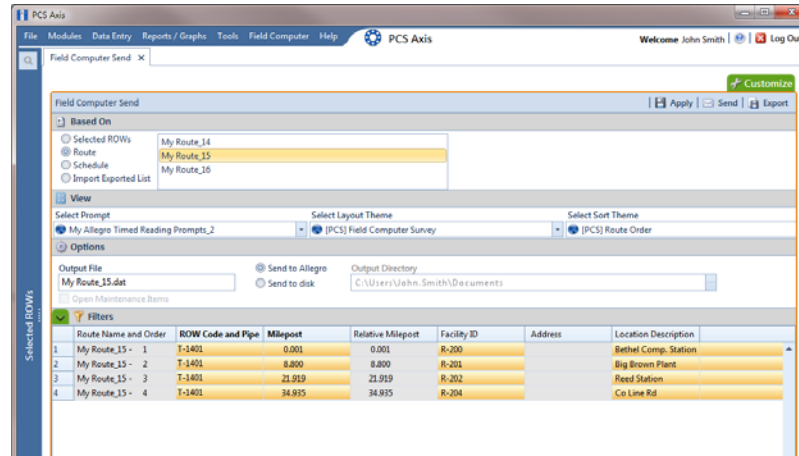 PCS Axis
File Modules Data Entry Reports / Graphs Tools Field Computer Help PCS Axis Welcome John Smith Log Ou
Field Computer Send X
Customize
Field Computer Send Apply Send Export
Based On
Selected ROWs
Route
Schedule
Import Exported List
My Route_14
My Route_15
My Route_16
View
Select Prompt Select Layout Theme Select Sort Theme
My Allegro Timed Reading Prompts_2 [PCS] Field Computer Survey [PCS] Route Order
Options
Output File Send to Allegro Output Directory
My Route_15.dat Send to disk C:\Users\John.Smith\Documents
Open Maintenance Items
Filters
Selected ROWs
Route Name and Order ROW Code and Pipe Milepost Relative Milepost Facility ID Address Location Description
1 My Route_15 - 1 T-1401 0.001 0.001 R-200 Bethel Comp. Station
2 My Route_15 - 2 T-1401 8.800 8.800 R-201 Big Brown Plant
3 My Route_15 - 3 T-1401 21.919 21.919 R-202 Reed Station
4 My Route_15 - 4 T-1401 34.935 34.935 R-204 Co Line Rd